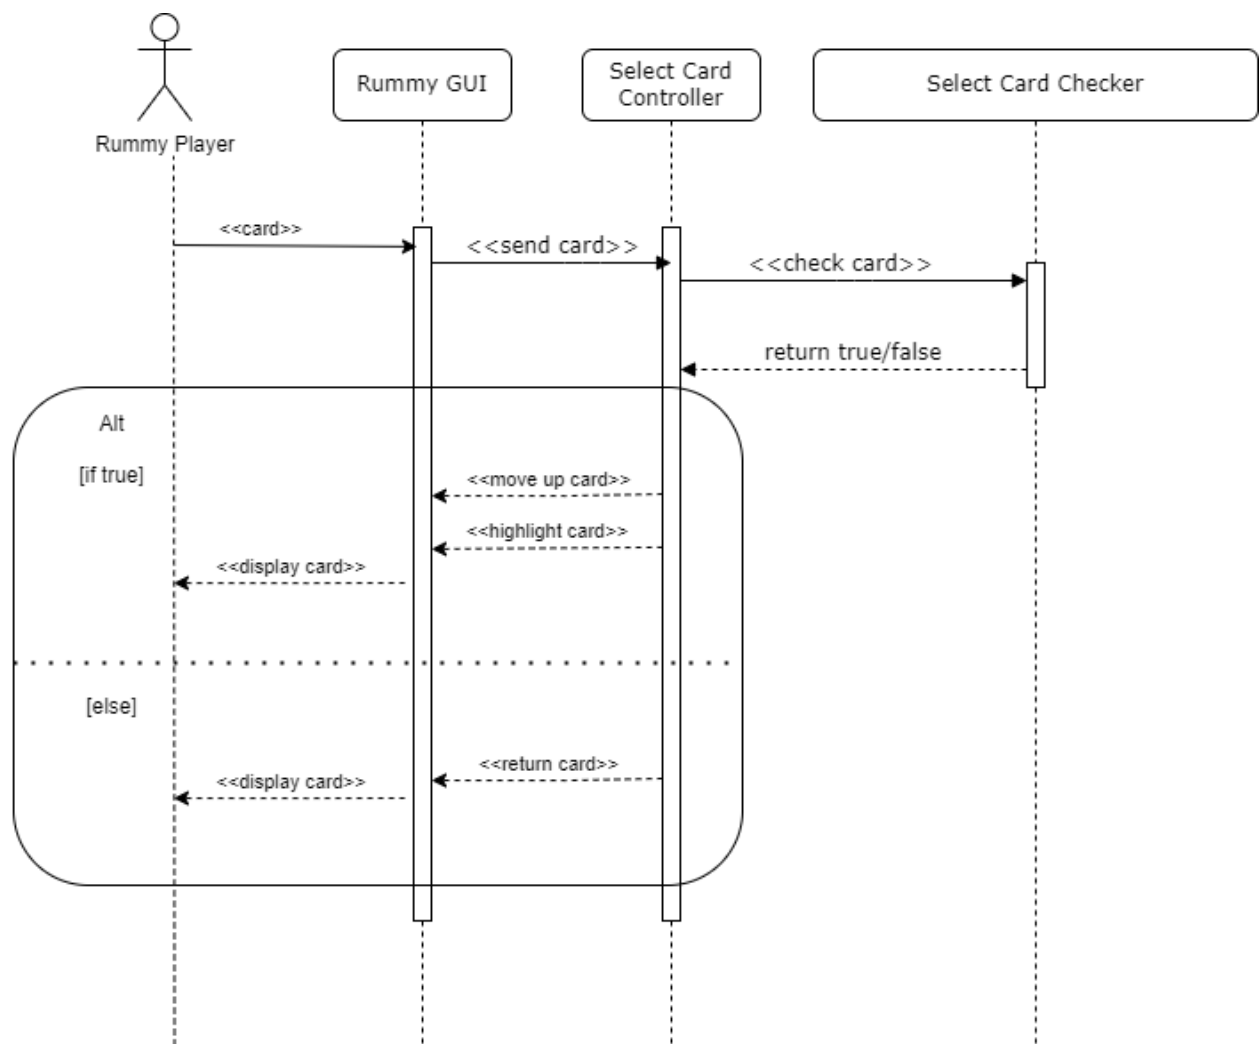 Rummy Player
Rummy GUI
Select Card
Controller
Select Card Checker
<<card>>
<<send card>>
<<check card>>
return true/false
Alt
[if true]
<<move up card>>
<<highlight card>>
<<display card>>
[else]
<<return card>>
<<display card>>